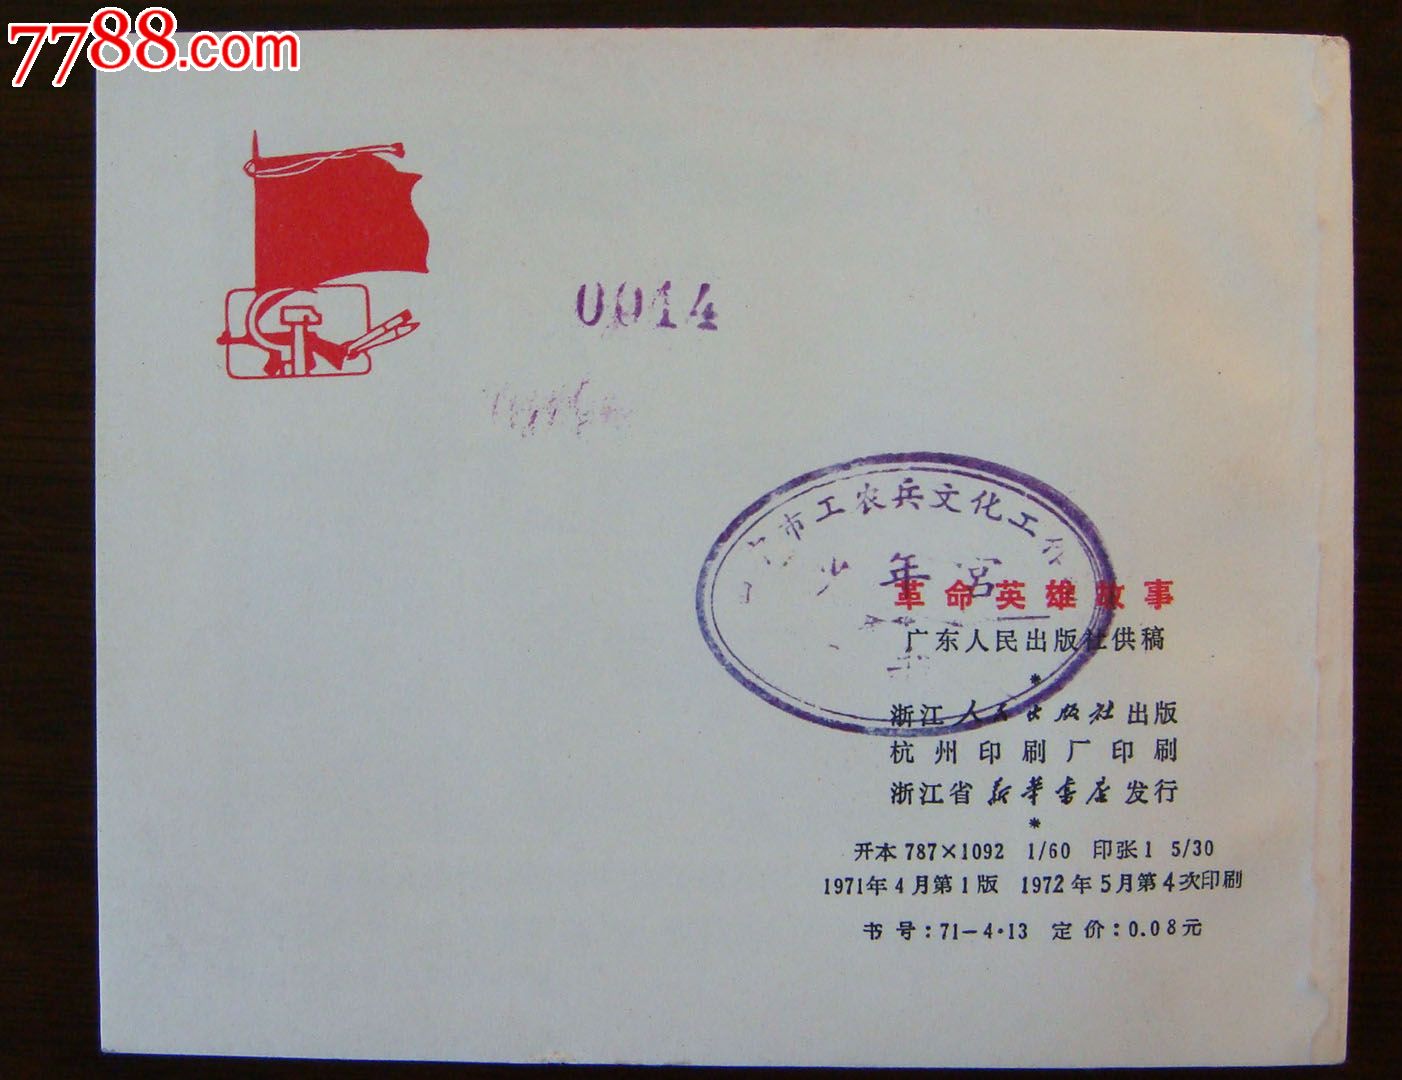 7788.com
0014
市工农兵文化工
少年宫
革命英雄故事
广东人民出版社供稿
*
浙江人民出版社出版
杭州印刷厂印刷
浙江省新华书店发行
*
开本787×1092 1/60 印张1 5/30
1971年4月第1版 1972年5月第4次印刷
书号:71-4·13 定价:0.08元